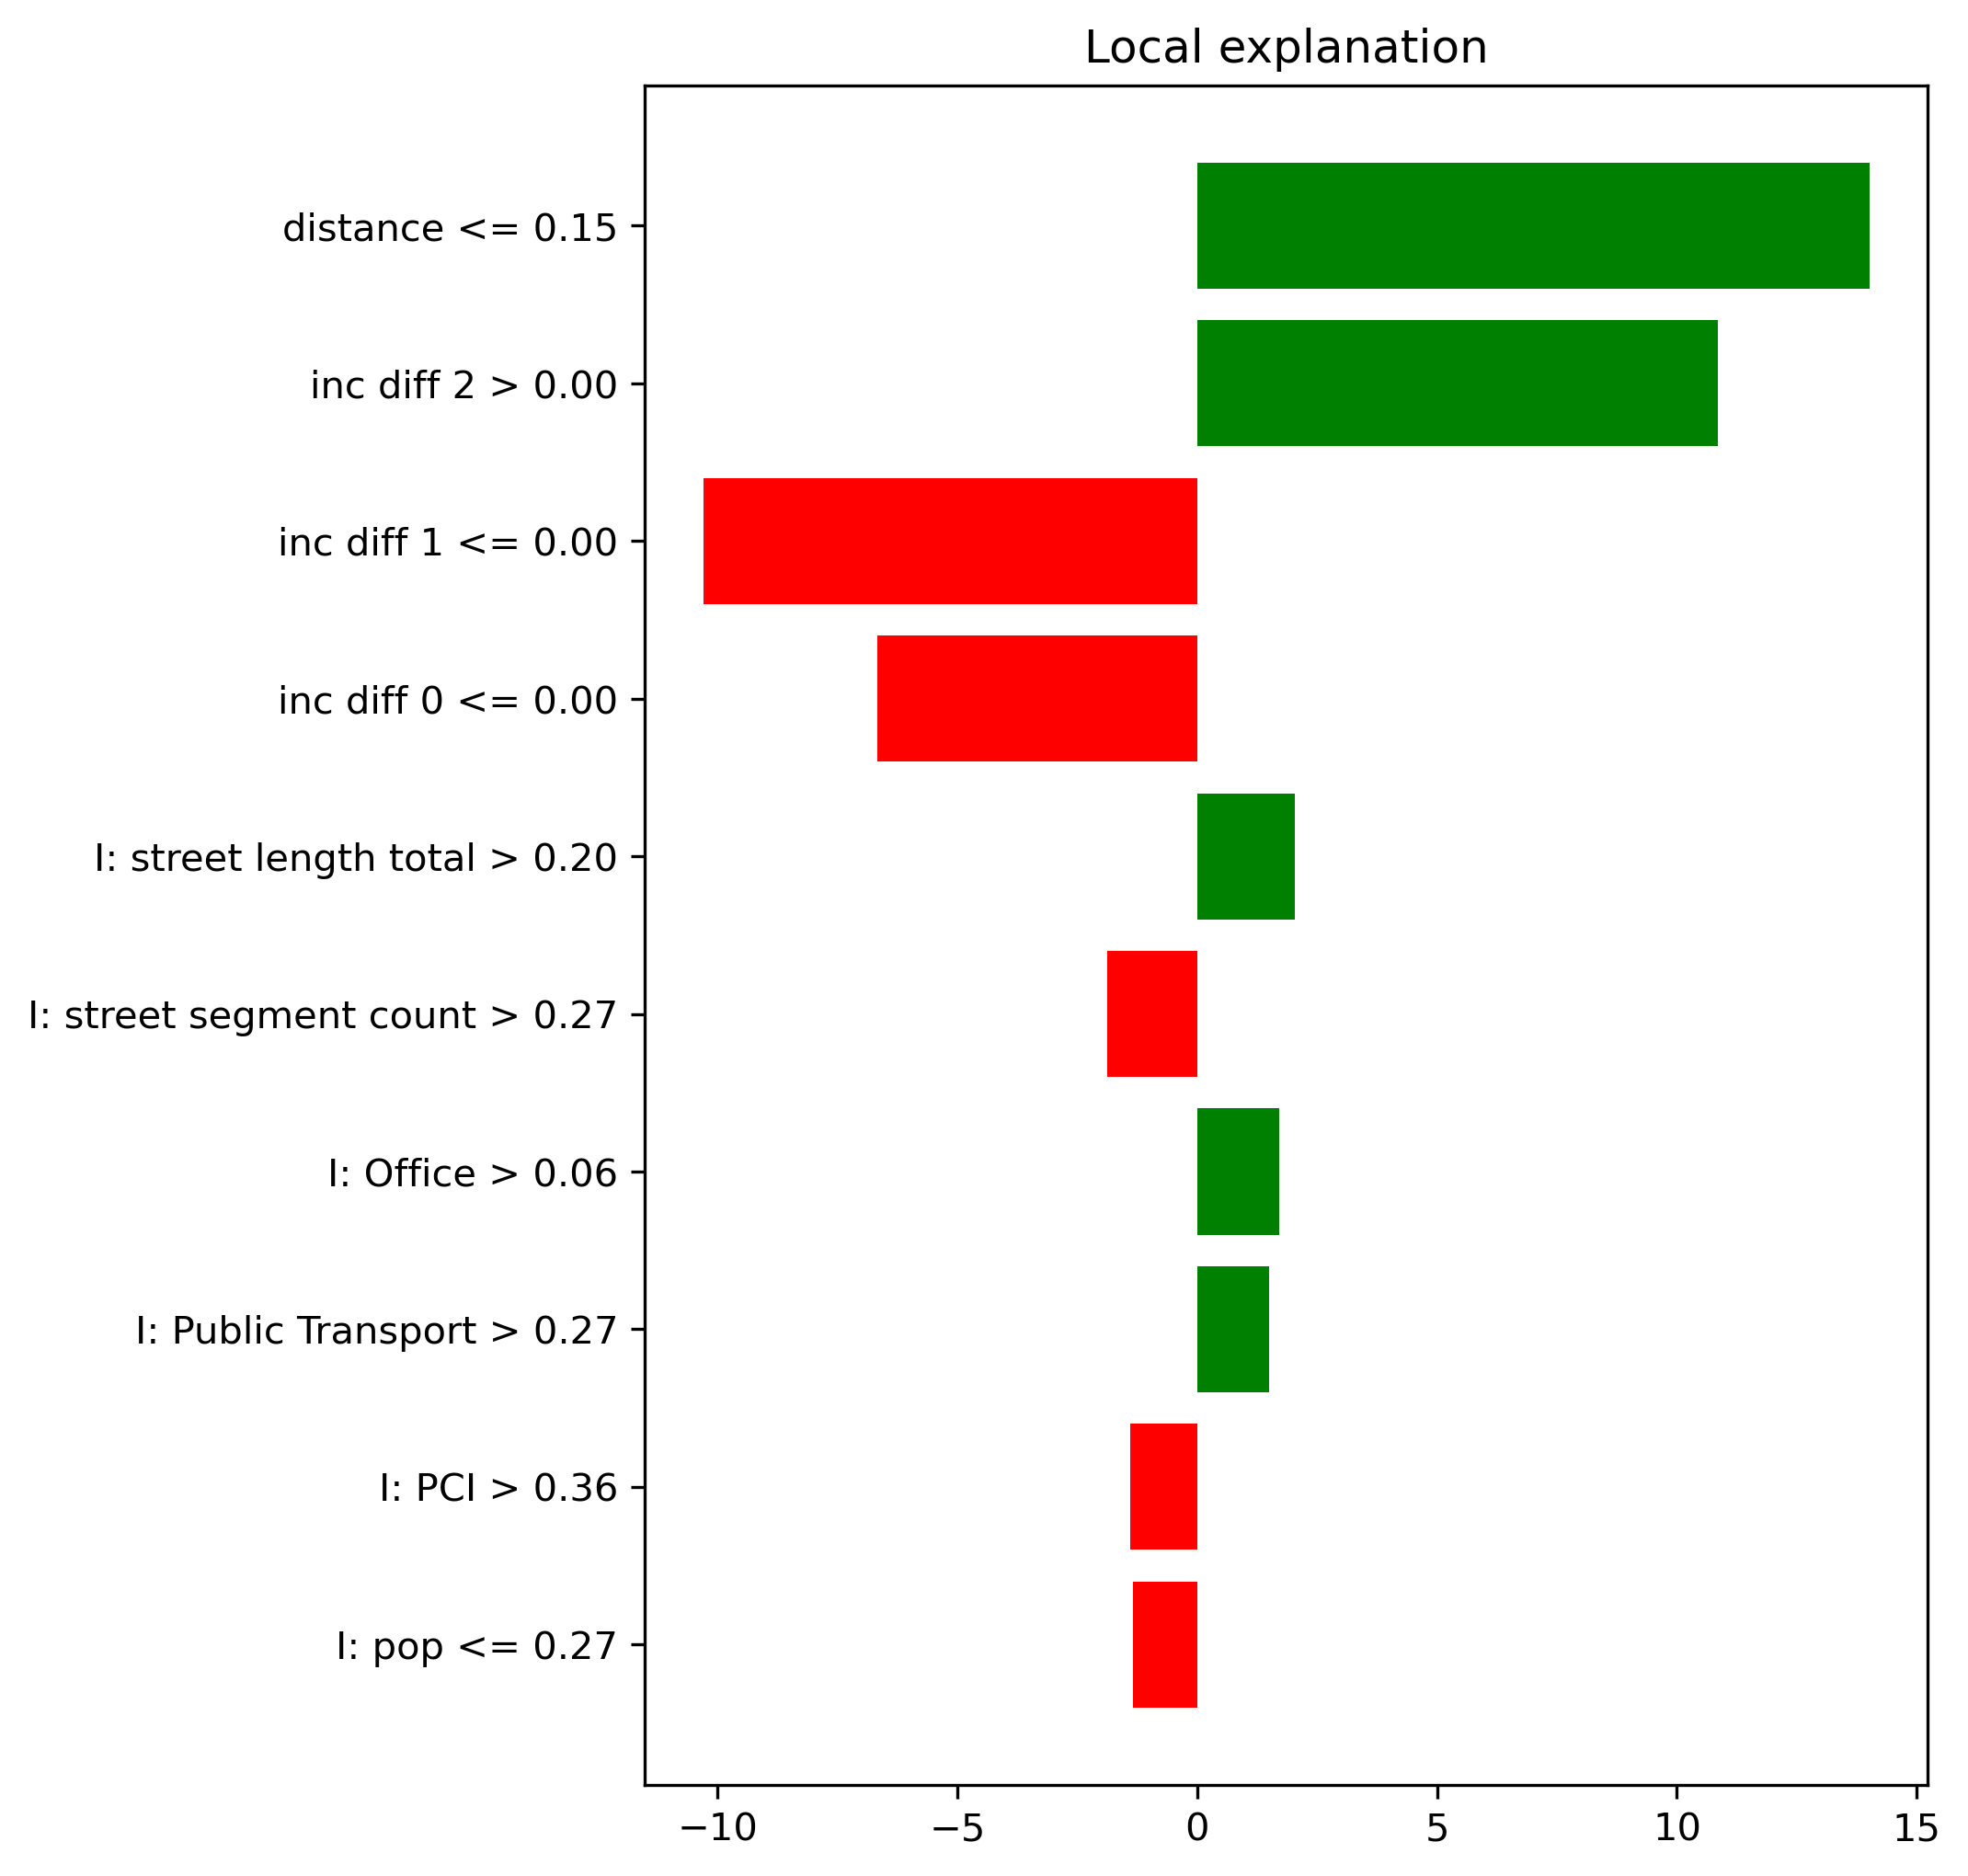 Local explanation
distance <= 0.15
inc diff 2 > 0.00
inc diff 1 <= 0.00
inc diff 0 <= 0.00
I: street length total > 0.20
I: street segment count > 0.27
I: Office > 0.06
I: Public Transport > 0.27
I: PCI > 0.36
I: pop <= 0.27
−10 −5 0 5 10 15